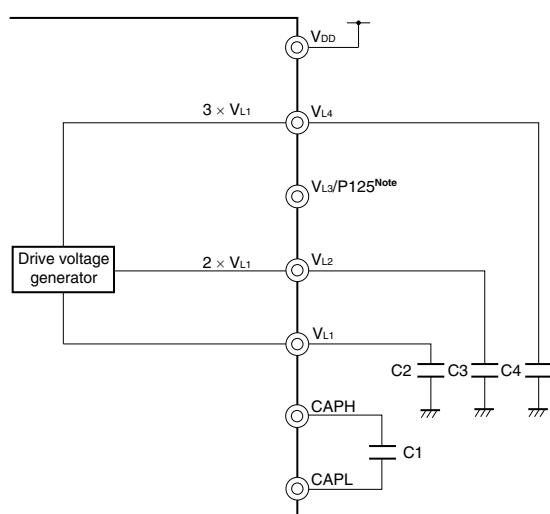 VDD
3 × VL1
VL4
VL3/P125Note
Drive voltage
generator
2 × VL1
VL2
VL1
C2
C3
C4
CAPH
C1
CAPL